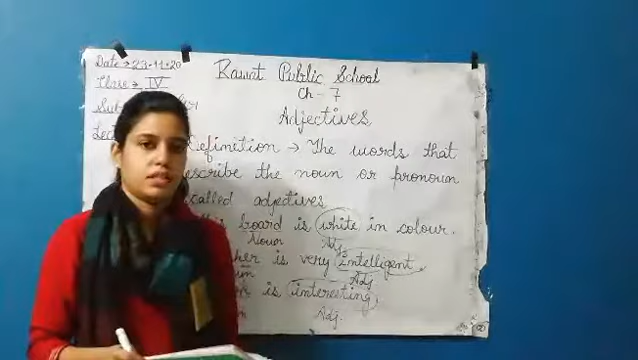 Date → 23-11-20
Rawat Public School
Class → IV
Ch - 7
Adjectives
Definition → The words that
describe the noun or pronoun
called adjectives
board is white in colour.
Noun Adj
is very intelligent.
Adj
is interesting
Adj.